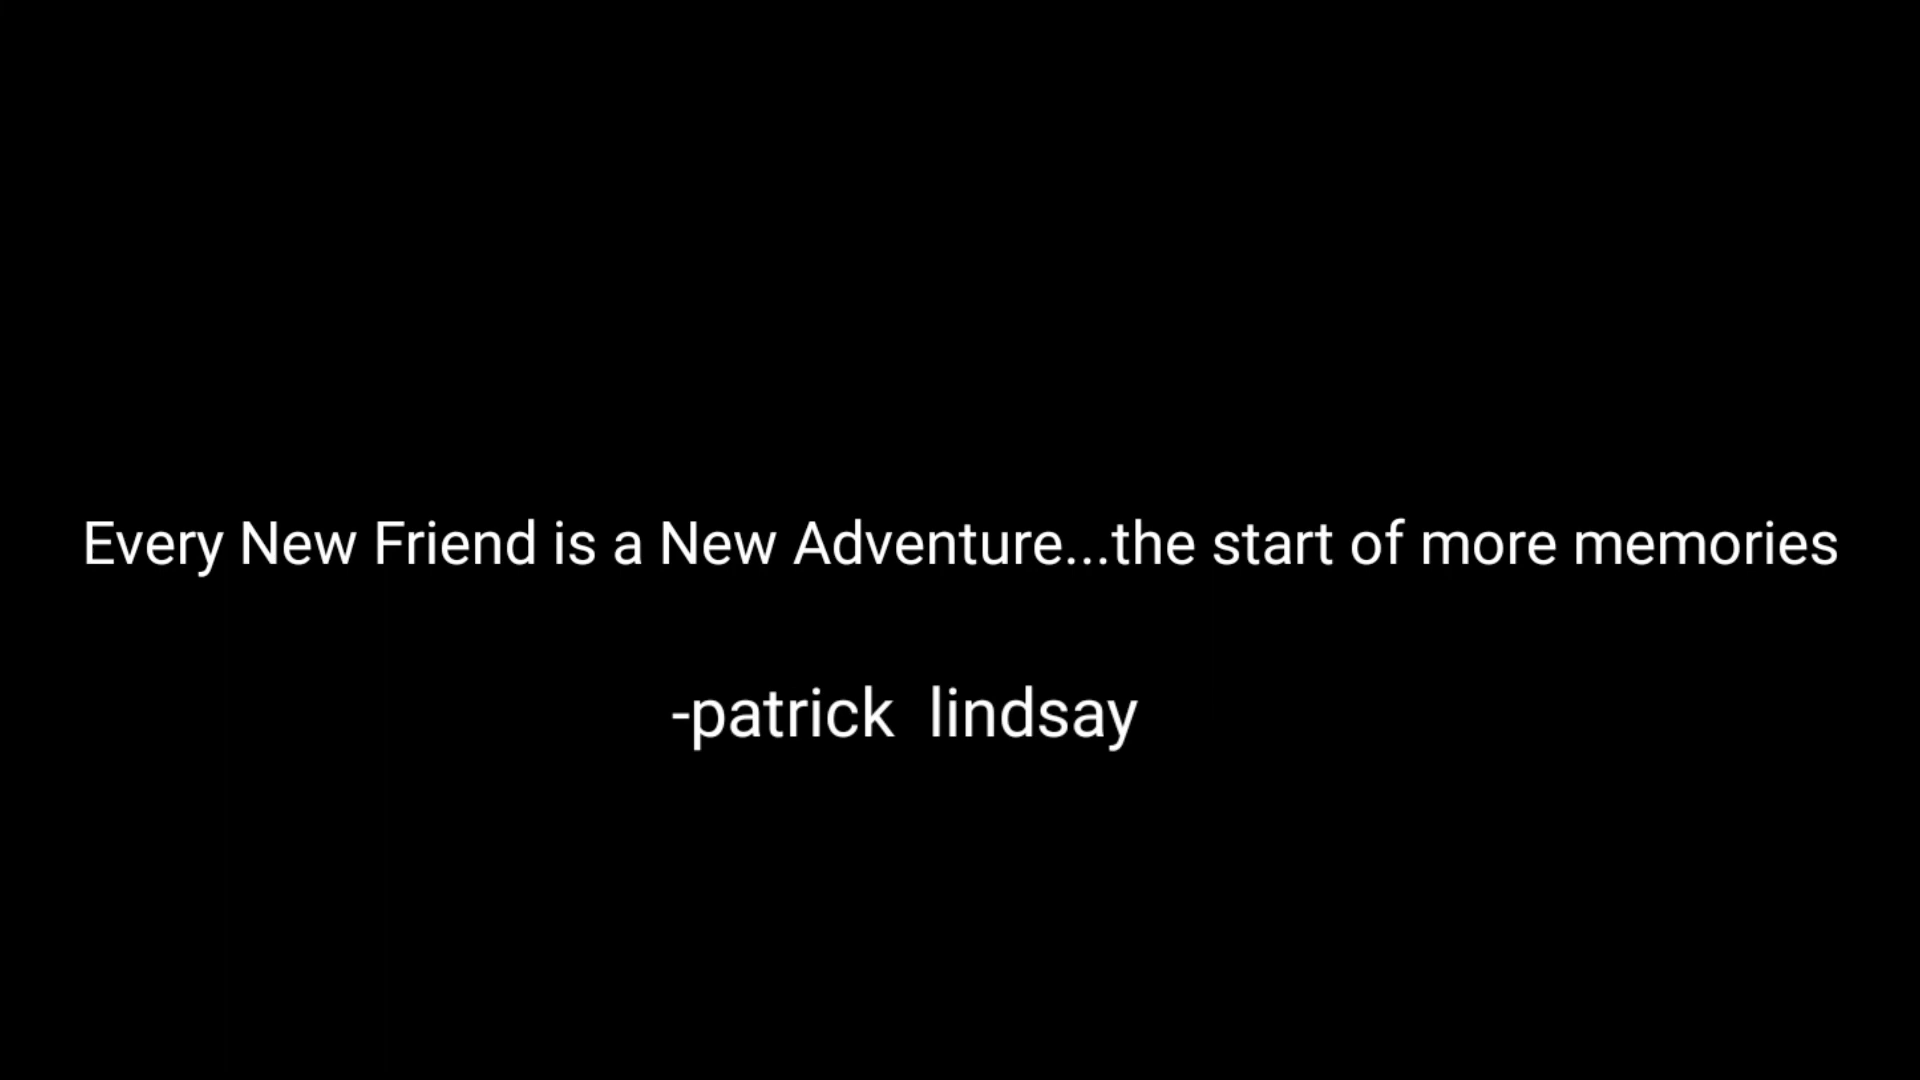 Every New Friend is a New Adventure...the start of more memories
-patrick  lindsay